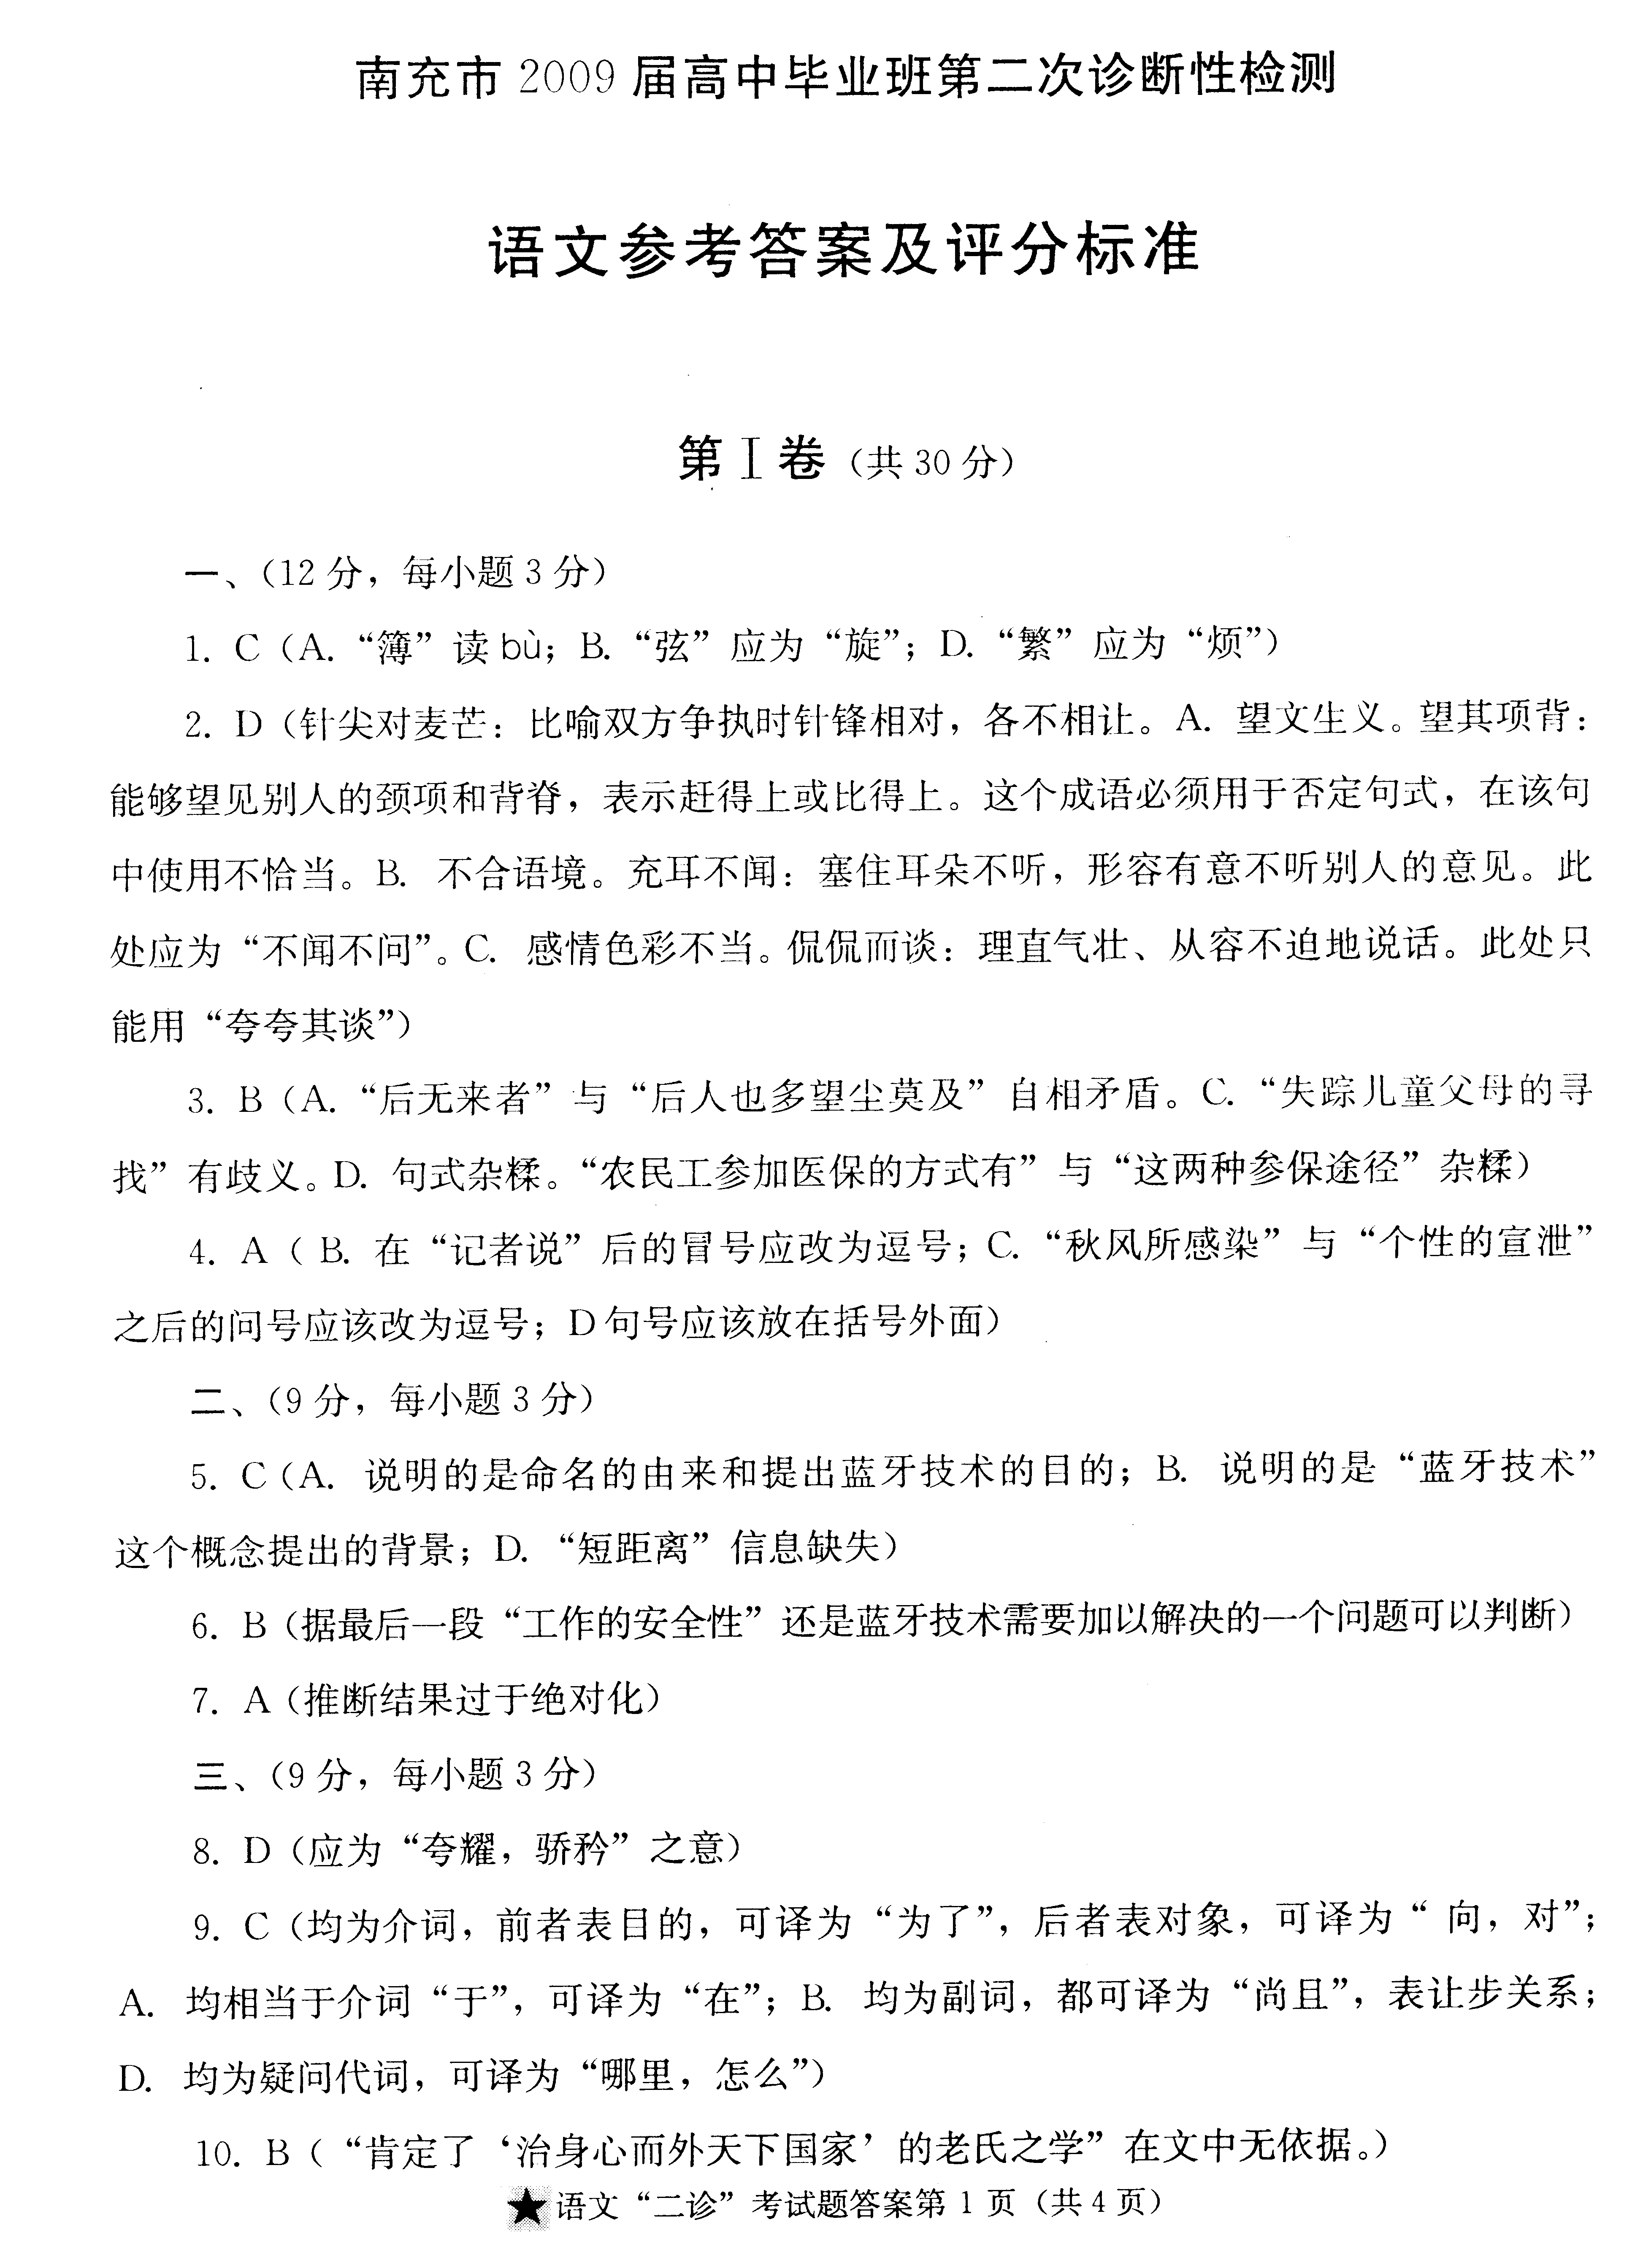 南充市 2009 届高中毕业班第二次诊断性检测
语文参考答案及评分标准
第 I 卷（共 30 分）
一、（12 分，每小题 3 分）
1. C（A. “簿”读 bù；B. “弦”应为“旋”；D. “繁”应为“烦”）
2. D（针尖对麦芒：比喻双方争执时针锋相对，各不相让。A. 望文生义。望其项背：
能够望见别人的颈项和背脊，表示赶得上或比得上。这个成语必须用于否定句式，在该句
中使用不恰当。B. 不合语境。充耳不闻：塞住耳朵不听，形容有意不听别人的意见。此
处应为“不闻不问”。C. 感情色彩不当。侃侃而谈：理直气壮、从容不迫地说话。此处只
能用“夸夸其谈”）
3. B（A. “后无来者”与“后人也多望尘莫及”自相矛盾。C. “失踪儿童父母的寻
找”有歧义。D. 句式杂糅。“农民工参加医保的方式有”与“这两种参保途径”杂糅）
4. A（ B. 在“记者说”后的冒号应改为逗号；C. “秋风所感染”与“个性的宣泄”
之后的问号应该改为逗号；D 句号应该放在括号外面）
二、（9 分，每小题 3 分）
5. C（A. 说明的是命名的由来和提出蓝牙技术的目的；B. 说明的是“蓝牙技术”
这个概念提出的背景；D. “短距离”信息缺失）
6. B（据最后一段“工作的安全性”还是蓝牙技术需要加以解决的一个问题可以判断）
7. A（推断结果过于绝对化）
三、（9 分，每小题 3 分）
8. D（应为“夸耀，骄矜”之意）
9. C（均为介词，前者表目的，可译为“为了”，后者表对象，可译为“ 向，对”；
A. 均相当于介词“于”，可译为“在”；B. 均为副词，都可译为“尚且”，表让步关系；
D. 均为疑问代词，可译为“哪里，怎么”）
10. B（ “肯定了‘治身心而外天下国家’的老氏之学”在文中无依据。）
★语文“二诊”考试题答案第 1 页（共 4 页）